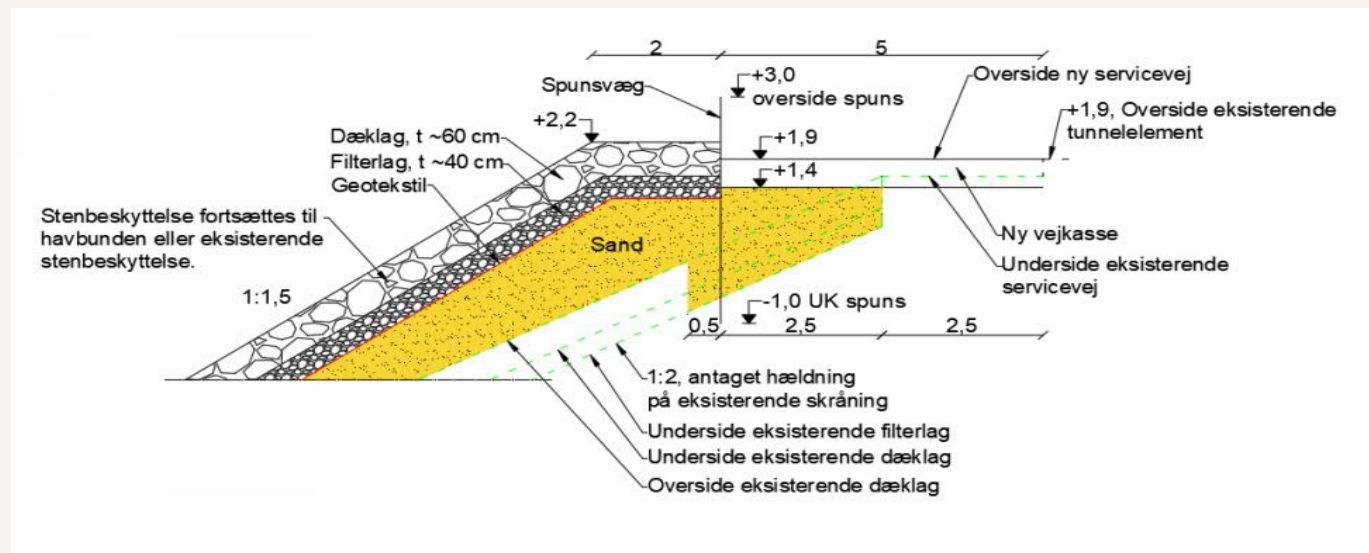 2
5
Spunsvæg
+3,0
overside spuns
Overside ny servicevej
+1,9, Overside eksisterende
tunnelelement
+2,2
Dæklag, t ~60 cm
Filterlag, t ~40 cm
Geotekstil
+1,9
+1,4
Stenbeskyttelse fortsættes til
havbunden eller eksisterende
stenbeskyttelse.
Sand
Ny vejkasse
Underside eksisterende
servicevej
1:1,5
-1,0 UK spuns
0,5
2,5
2,5
1:2, antaget hældning
på eksisterende skråning
Underside eksisterende filterlag
Underside eksisterende dæklag
Overside eksisterende dæklag